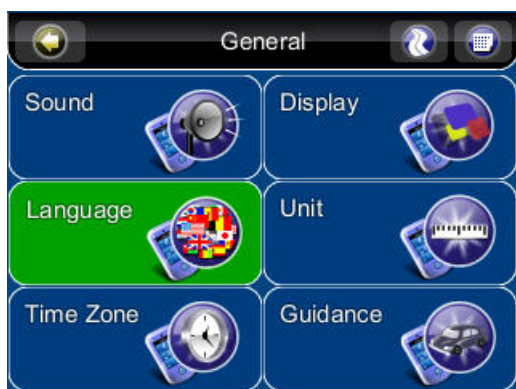 General
Sound
Display
Language
Unit
Time Zone
Guidance